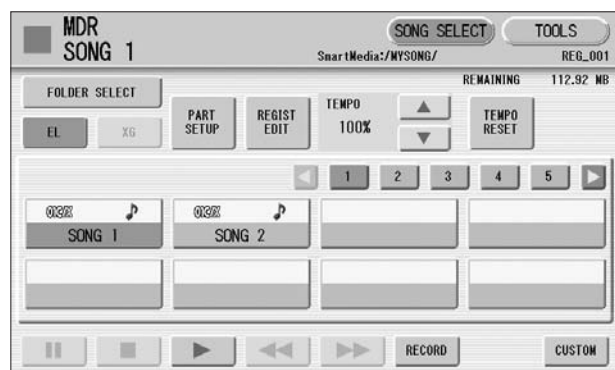 MDR
SONG 1
SONG SELECT
TOOLS
SmartMedia:/MYSONG/
REG_001
REMAINING 112.92 MB
FOLDER SELECT
EL
XG
PART
SETUP
REGIST
EDIT
TEMPO
100%
TEMPO
RESET
1 2 3 4 5
SONG 1
SONG 2
RECORD
CUSTOM